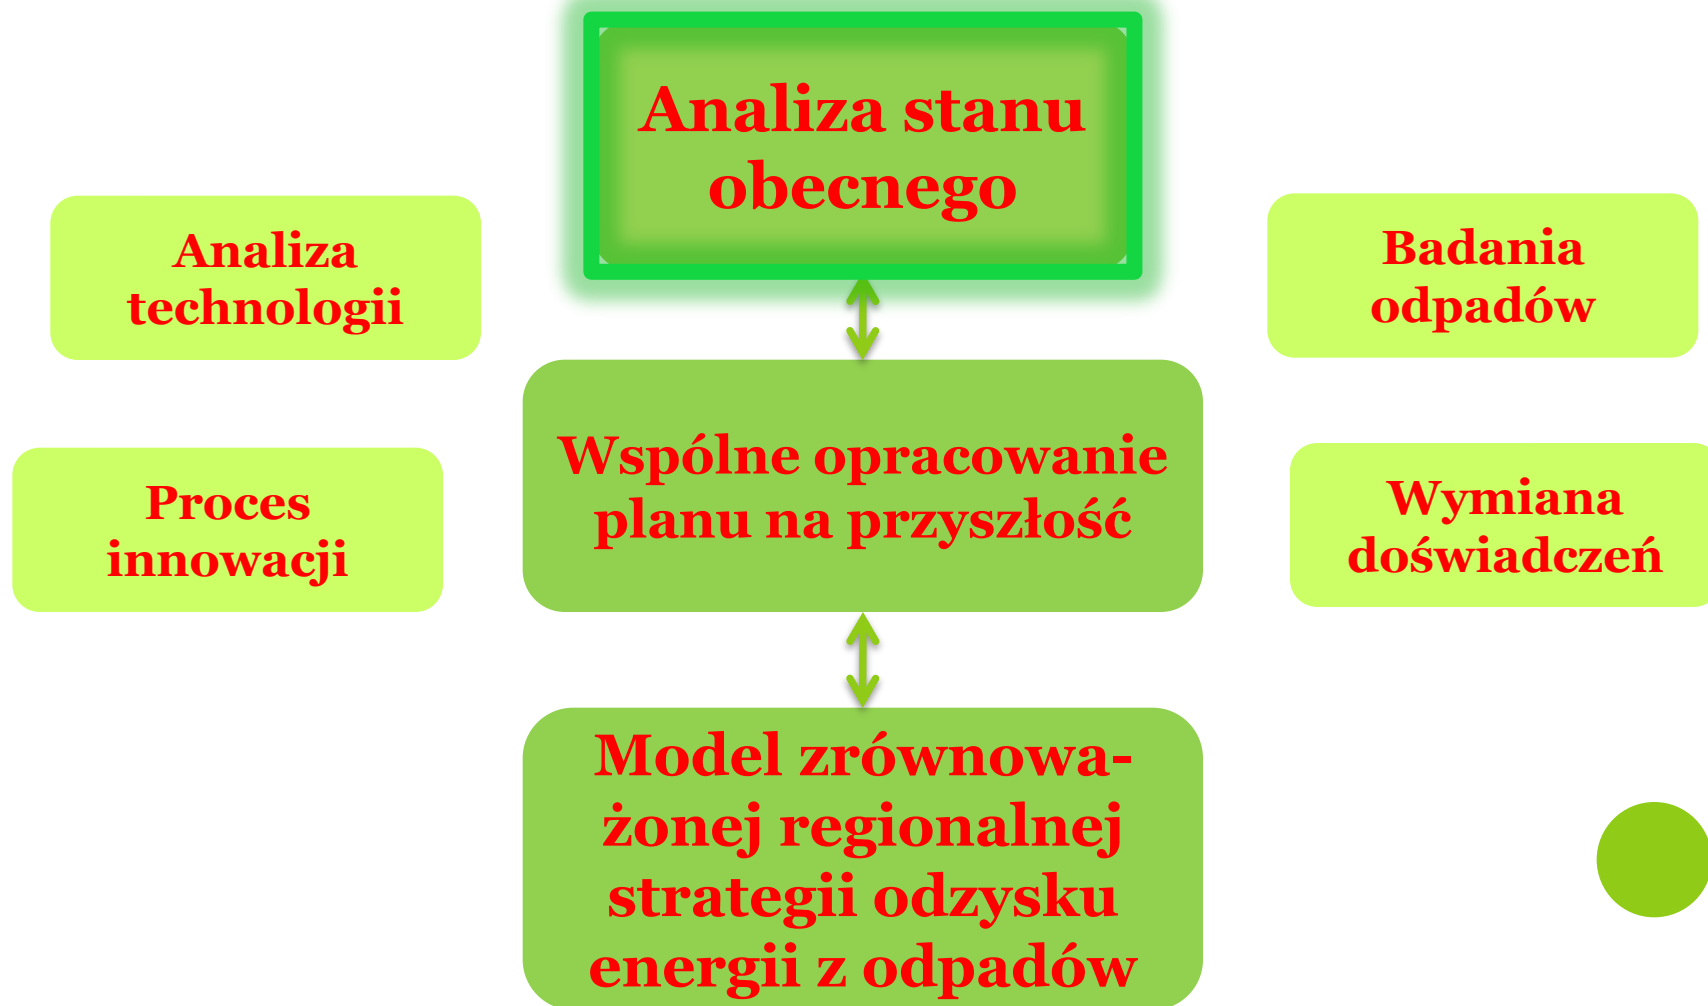 Analiza stanu
obecnego
Analiza
technologii
Badania
odpadów
Wspólne opracowanie
planu na przyszłość
Proces
innowacji
Wymiana
doświadczeń
Model zrównowa-
żonej regionalnej
strategii odzysku
energii z odpadów